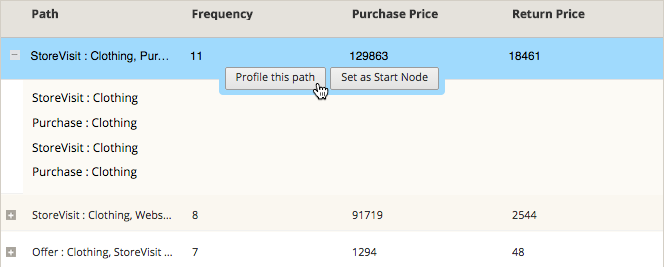 Path Frequency Purchase Price Return Price
StoreVisit : Clothing, Pur... 11 129863 18461
Profile this path Set as Start Node
StoreVisit : Clothing
Purchase : Clothing
StoreVisit : Clothing
Purchase : Clothing
StoreVisit : Clothing, Webs... 8 91719 2544
Offer : Clothing, StoreVisit ... 7 1294 48